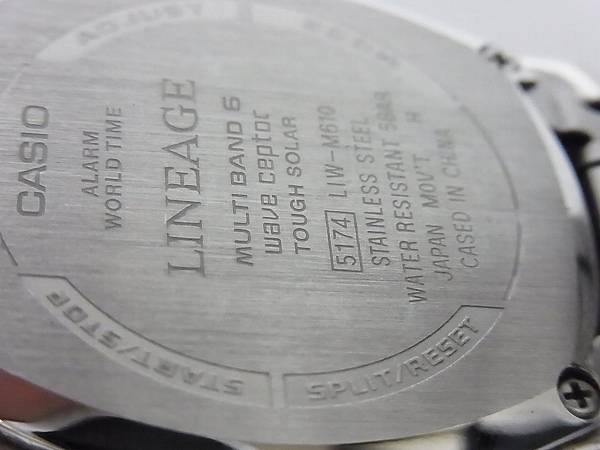 ADJUST
CASIO
ALARM
WORLD TIME
LINEAGE
MULTI BAND 6
wave ceptor
TOUGH SOLAR
5174 LIW-M610
STAINLESS STEEL
WATER RESISTANT 5BAR
JAPAN MOV'T H
CASED IN CHINA
START/STOP
SPLIT/RESET